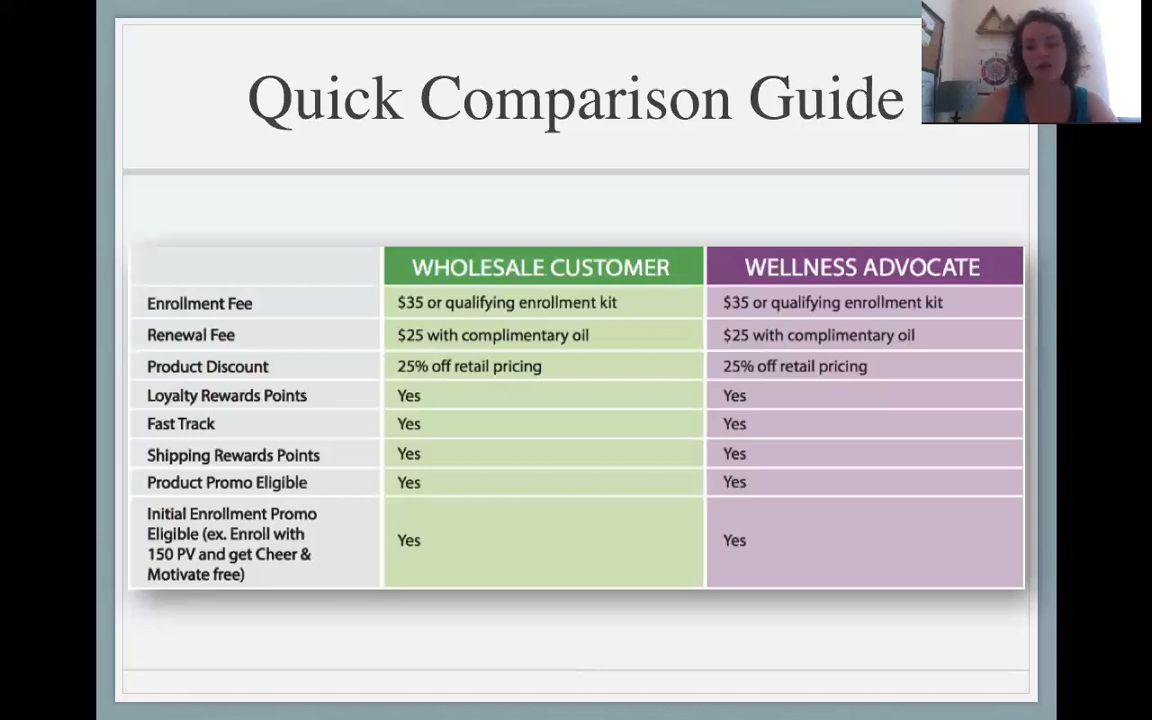 Quick Comparison Guide
WHOLESALE CUSTOMER WELLNESS ADVOCATE
Enrollment Fee $35 or qualifying enrollment kit $35 or qualifying enrollment kit
Renewal Fee $25 with complimentary oil $25 with complimentary oil
Product Discount 25% off retail pricing 25% off retail pricing
Loyalty Rewards Points Yes Yes
Fast Track Yes Yes
Shipping Rewards Points Yes Yes
Product Promo Eligible Yes Yes
Initial Enrollment Promo
Eligible (ex. Enroll with
150 PV and get Cheer &
Motivate free)
Yes Yes